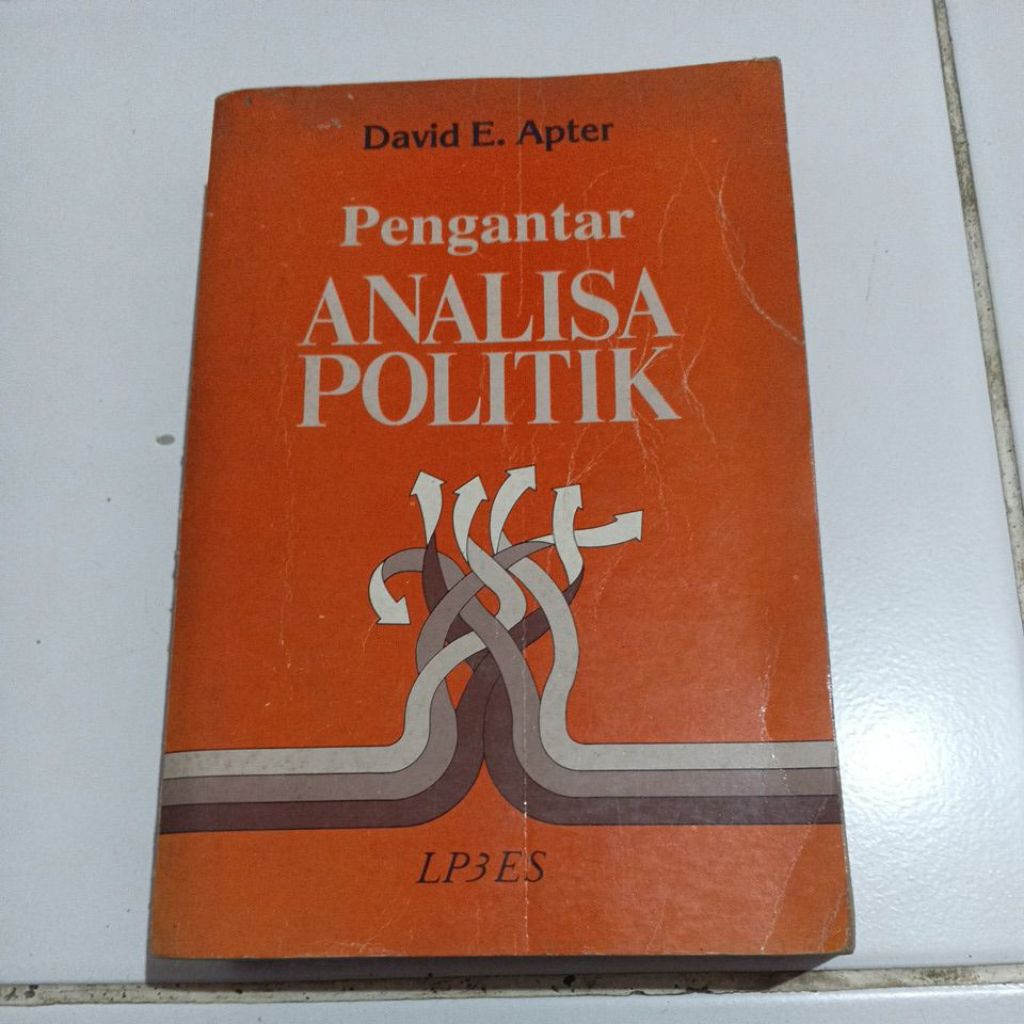 David E. Apter
Pengantar
ANALISA
POLITIK
LP3ES